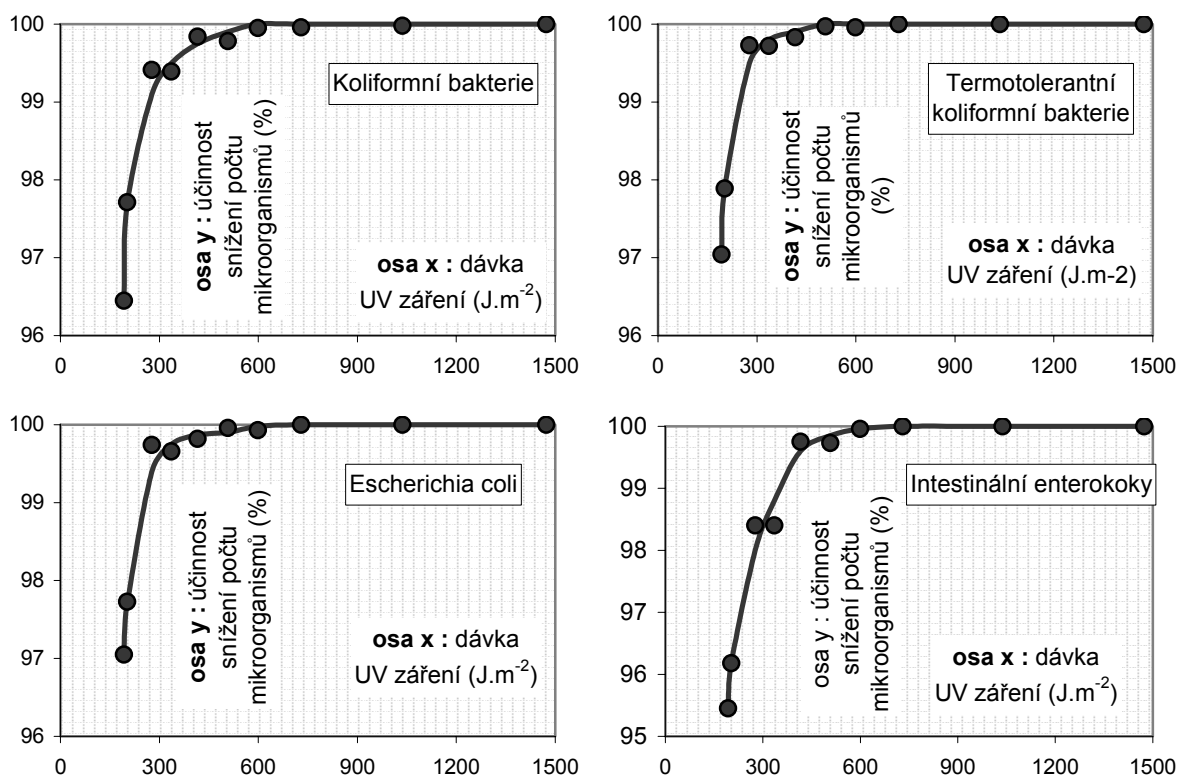 100
99
98
97
96
0 300 600 900 1200 1500
Koliformní bakterie
osa y : účinnost
snížení počtu
mikroorganismů (%)
osa x : dávka
UV záření (J.m-2)
100
99
98
97
96
0 300 600 900 1200 1500
Termotolerantní
koliformní bakterie
osa y : účinnost
snížení počtu
mikroorganismů
(%)
osa x : dávka
UV záření (J.m-2)
100
99
98
97
96
0 300 600 900 1200 1500
Escherichia coli
osa y : účinnost
snížení počtu
mikroorganismů (%)
osa x : dávka
UV záření (J.m-2)
100
99
98
97
96
95
0 300 600 900 1200 1500
Intestinální enterokoky
osa y : účinnost
snížení počtu
mikroorganismů (%)
osa x : dávka
UV záření (J.m-2)